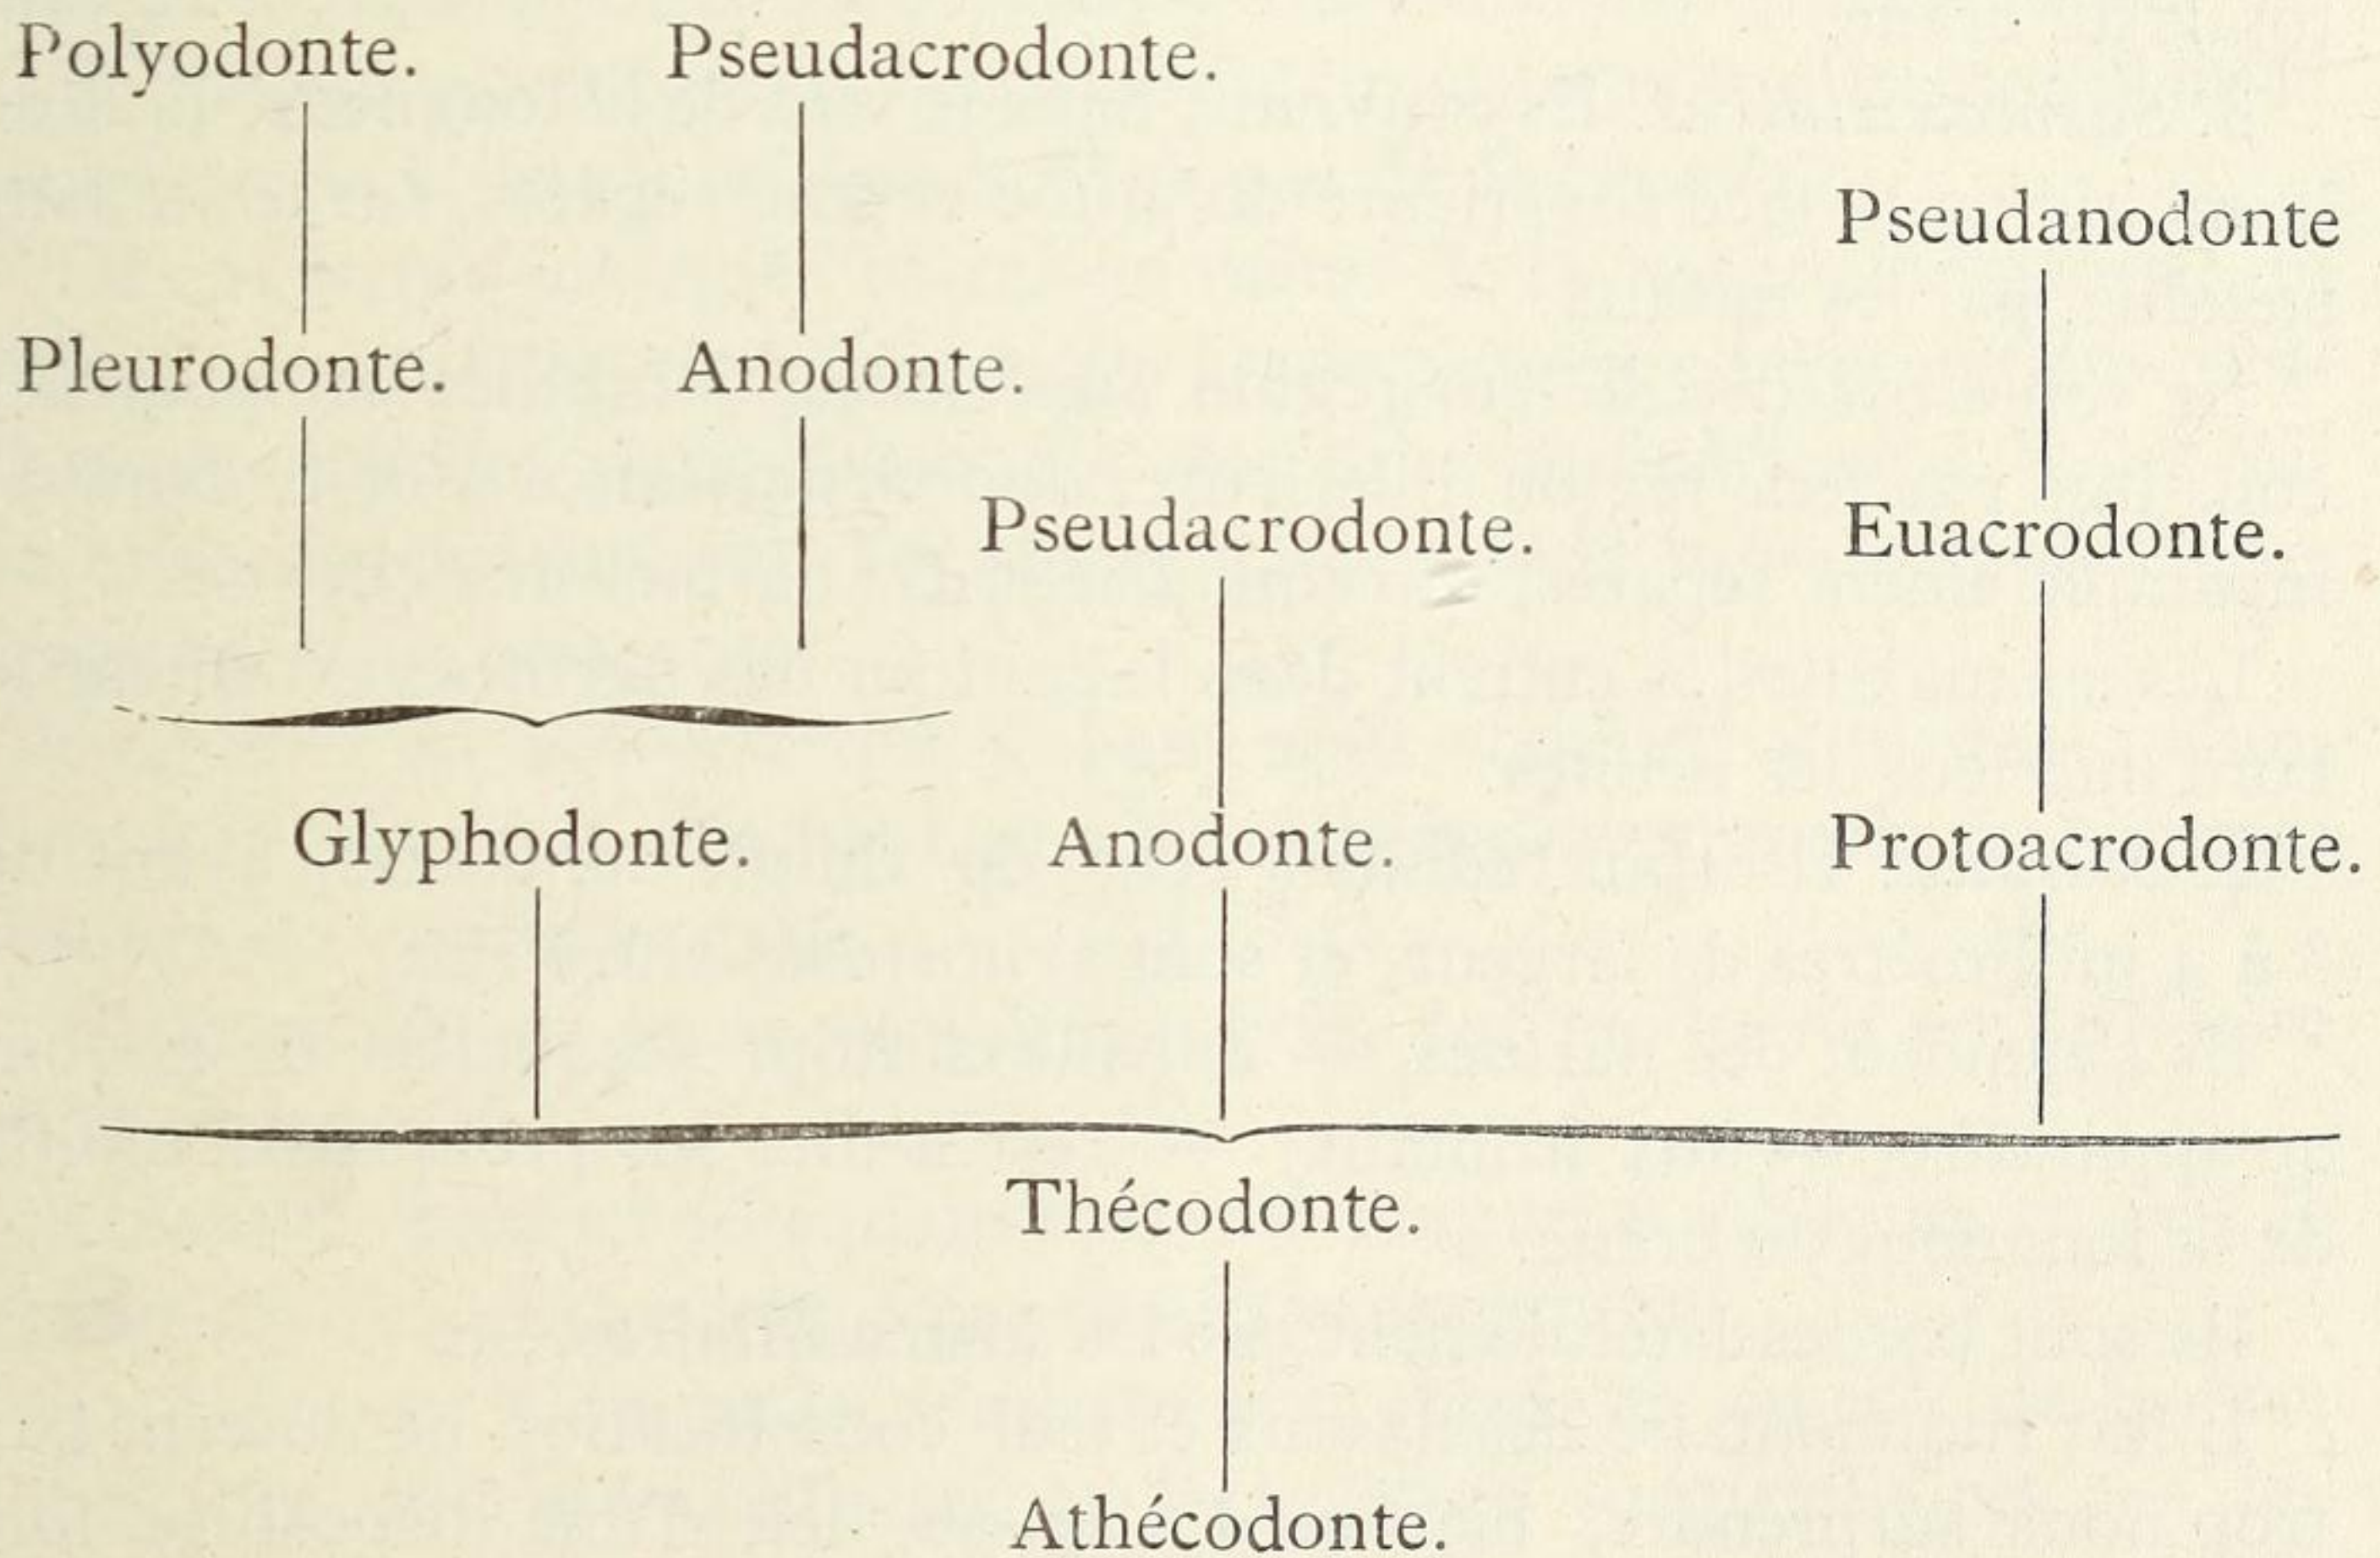 Polyodonte. Pseudacrodonte.
Pseudanodonte
Pleurodonte. Anodonte.
Pseudacrodonte. Euacrodonte.
Glyphodonte. Anodonte. Protoacrodonte.
Thécodonte.
Athécodonte.